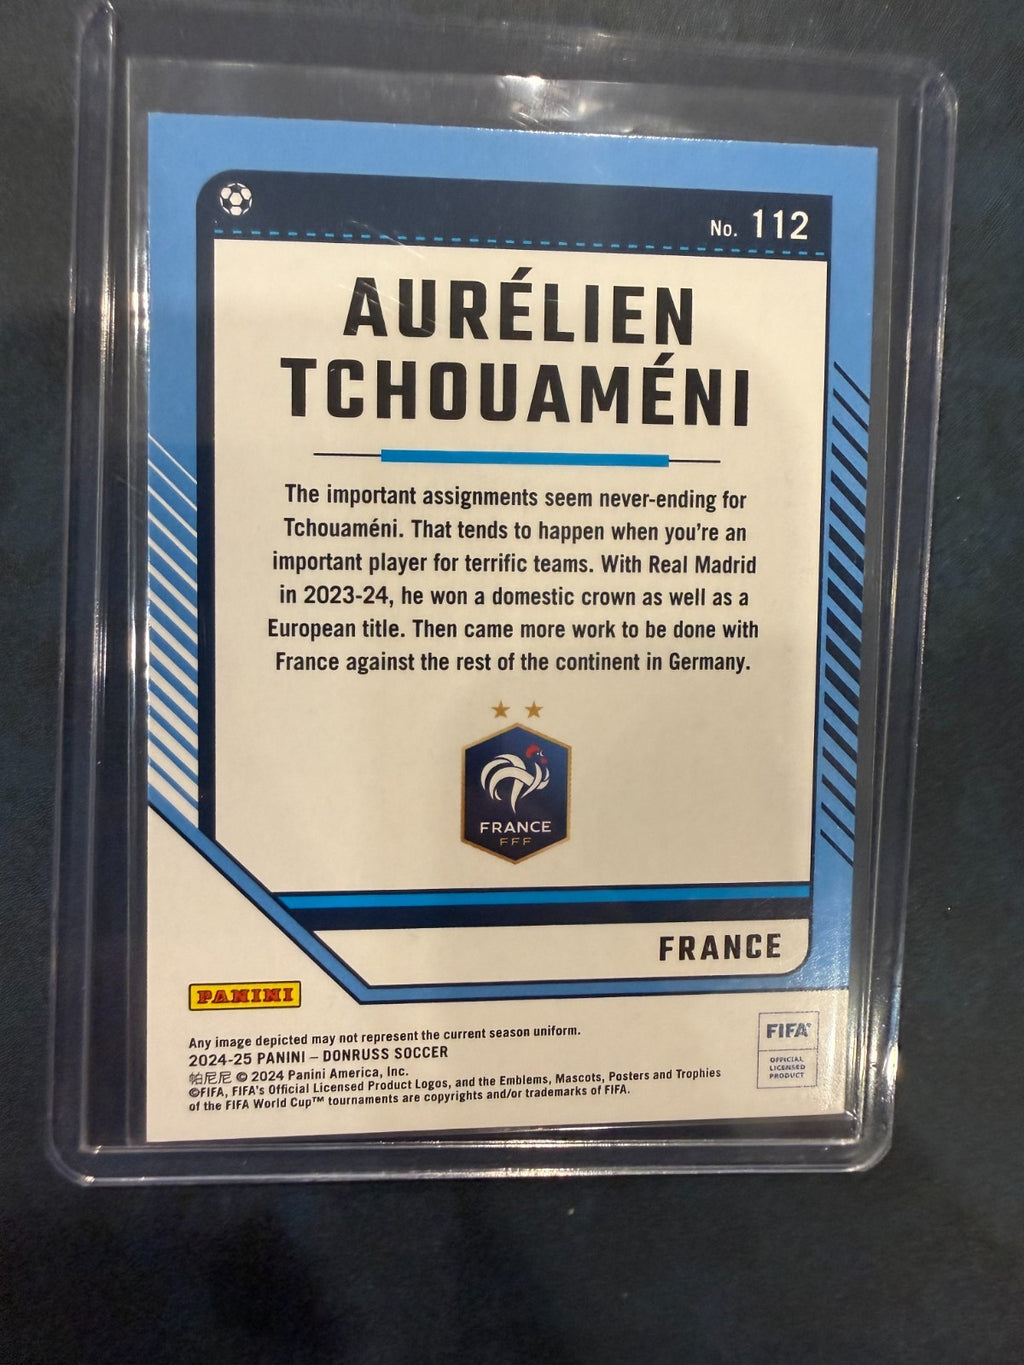 No. 112
AURÉLIEN
TCHOUAMÉNI
The important assignments seem never-ending for
Tchouaméni. That tends to happen when you're an
important player for terrific teams. With Real Madrid
in 2023-24, he won a domestic crown as well as a
European title. Then came more work to be done with
France against the rest of the continent in Germany.
FRANCE
FFF
FRANCE
PANINI
Any image depicted may not represent the current season uniform.
2024-25 PANINI – DONRUSS SOCCER
帕尼尼 © 2024 Panini America, Inc.
©FIFA, FIFA's Official Licensed Product Logos, and the Emblems, Mascots, Posters and Trophies
of the FIFA World Cup™ tournaments are copyrights and/or trademarks of FIFA.
FIFA®
OFFICIAL
LICENSED
PRODUCT